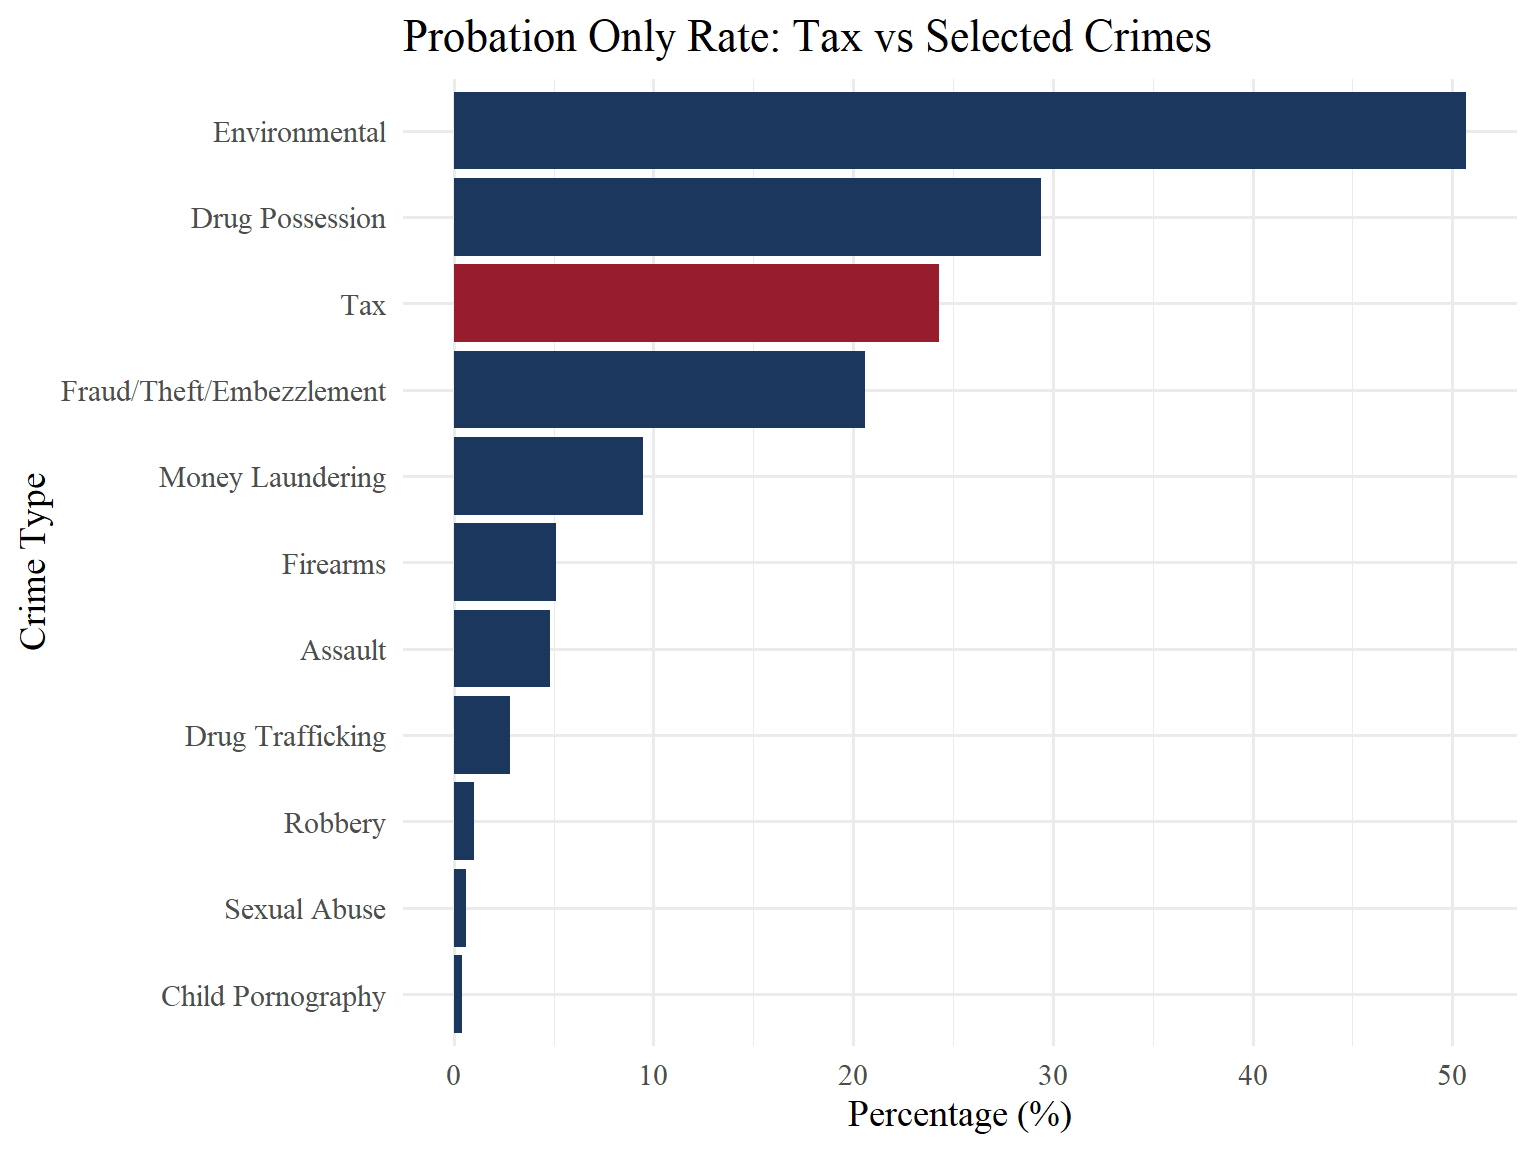 Probation Only Rate: Tax vs Selected Crimes
Crime Type
Environmental
Drug Possession
Tax
Fraud/Theft/Embezzlement
Money Laundering
Firearms
Assault
Drug Trafficking
Robbery
Sexual Abuse
Child Pornography
0 10 20 30 40 50
Percentage (%)